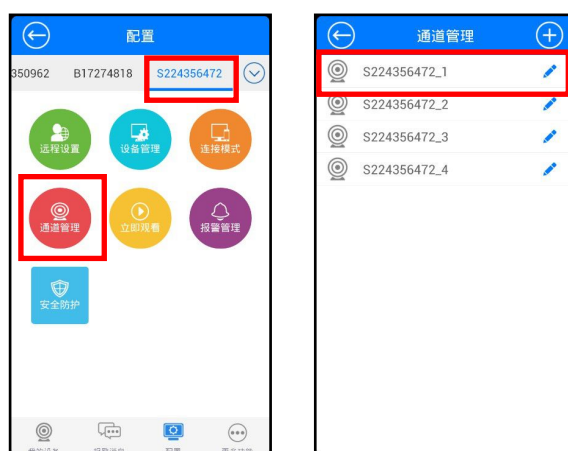 配置
350962 B17274818 S224356472
远程设置 设备管理 连接模式
通道管理 立即观看 报警管理
安全防护
通道管理
S224356472_1
S224356472_2
S224356472_3
S224356472_4